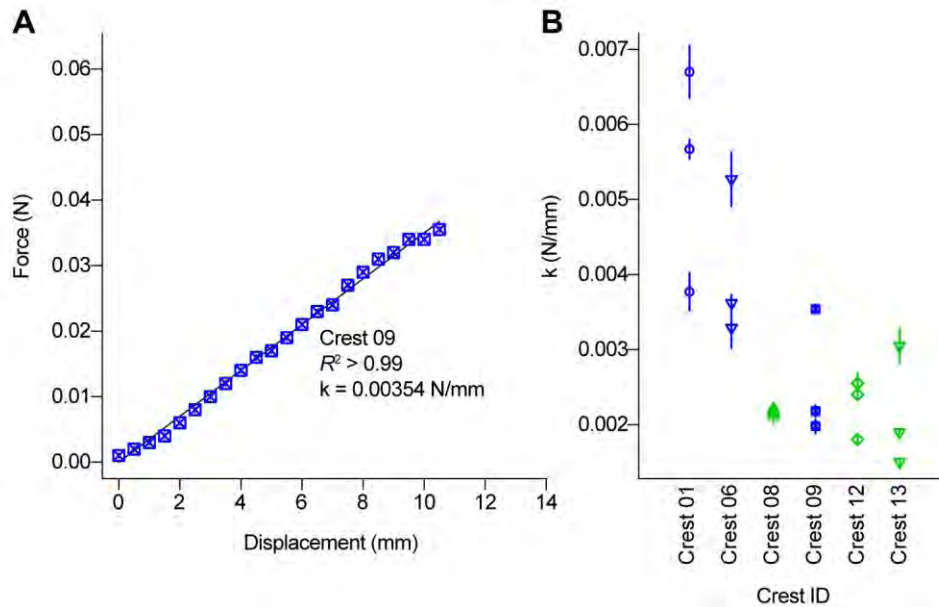 A
0.06
0.05
0.04
0.03
0.02
0.01
0.00
Force (N)
Crest 09
R² > 0.99
k = 0.00354 N/mm
0 2 4 6 8 10 12 14
Displacement (mm)
B
0.007
0.006
0.005
0.004
0.003
0.002
k (N/mm)
Crest 01
Crest 06
Crest 08
Crest 09
Crest 12
Crest 13
Crest ID